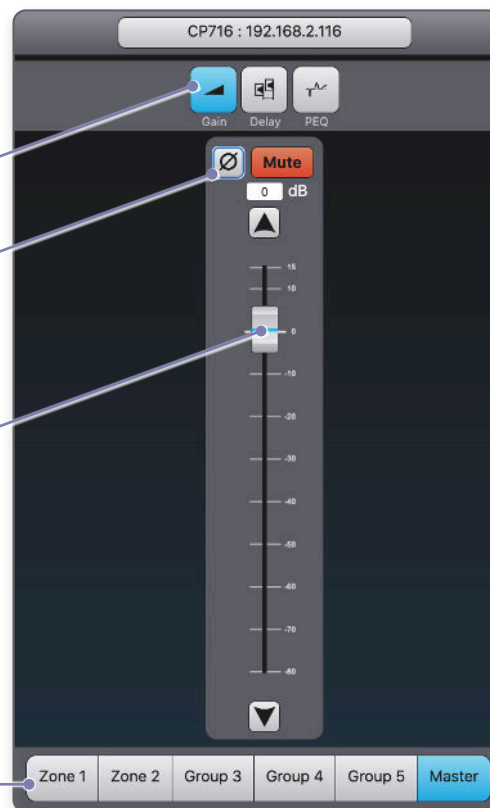 CP716 : 192.168.2.116
Gain Delay PEQ
Ø Mute
0 dB
15
10
0
-10
-20
-30
-40
-50
-60
-70
-80
Zone 1 Zone 2 Group 3 Group 4 Group 5 Master